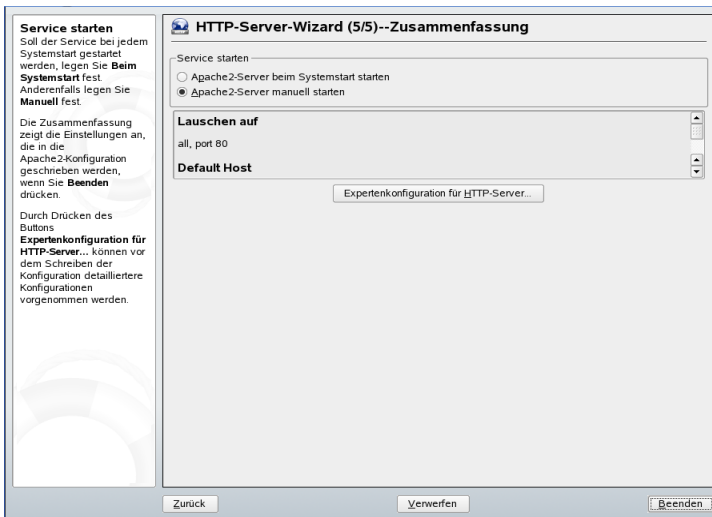 Service starten
Soll der Service bei jedem
Systemstart gestartet
werden, legen Sie Beim
Systemstart fest.
Anderenfalls legen Sie
Manuell fest.
Die Zusammenfassung
zeigt die Einstellungen an,
die in die
Apache2-Konfiguration
geschrieben werden,
wenn Sie Beenden
drücken.
Durch Drücken des
Buttons
Expertenkonfiguration für
HTTP-Server... können vor
dem Schreiben der
Konfiguration detailliertere
Konfigurationen
vorgenommen werden.
HTTP-Server-Wizard (5/5)--Zusammenfassung
Service starten
Apache2-Server beim Systemstart starten
Apache2-Server manuell starten
Lauschen auf
all, port 80
Default Host
Expertenkonfiguration für HTTP-Server...
Zurück
Verwerfen
Beenden